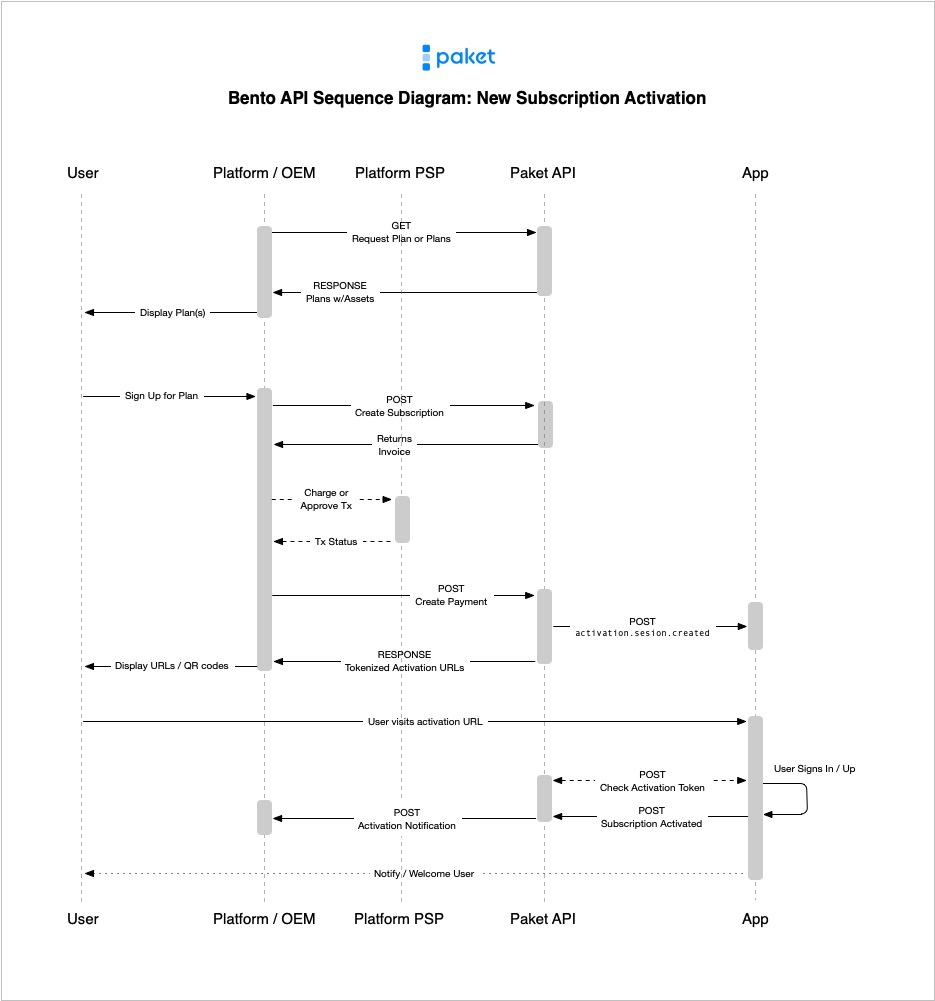 paket
Bento API Sequence Diagram: New Subscription Activation
User
Platform / OEM
Platform PSP
Paket API
App
GET
Request Plan or Plans
RESPONSE
Plans w/Assets
Display Plan(s)
Sign Up for Plan
POST
Create Subscription
Returns
Invoice
Charge or
Approve Tx
Tx Status
POST
Create Payment
POST
activation.sesion.created
RESPONSE
Tokenized Activation URLs
Display URLs / QR codes
User visits activation URL
User Signs In / Up
POST
Check Activation Token
POST
Subscription Activated
POST
Activation Notification
Notify / Welcome User
User
Platform / OEM
Platform PSP
Paket API
App